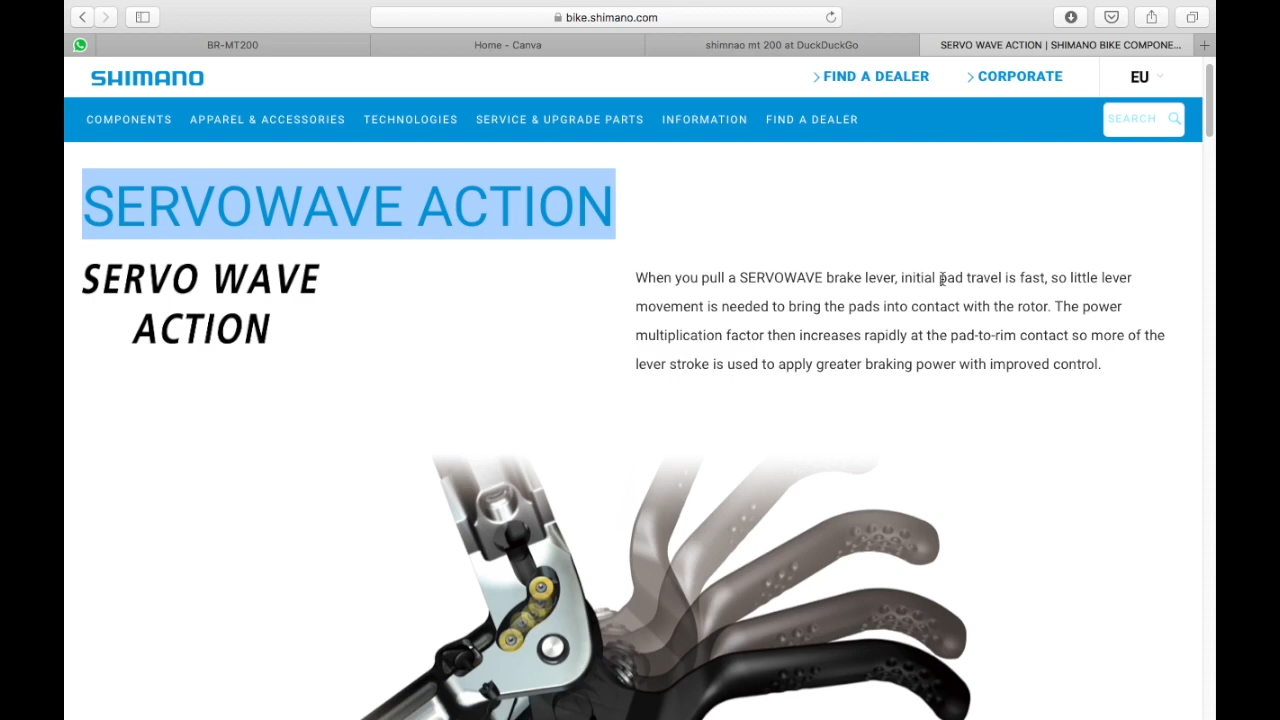 bike.shimano.com
BR-MT200
Home - Canva
shimnao mt 200 at DuckDuckGo
SERVO WAVE ACTION | SHIMANO BIKE COMPONE...
SHIMANO
FIND A DEALER
CORPORATE
EU
COMPONENTS
APPAREL & ACCESSORIES
TECHNOLOGIES
SERVICE & UPGRADE PARTS
INFORMATION
FIND A DEALER
SEARCH
SERVOWAVE ACTION
SERVO WAVE
ACTION
When you pull a SERVOWAVE brake lever, initial pad travel is fast, so little lever
movement is needed to bring the pads into contact with the rotor. The power
multiplication factor then increases rapidly at the pad-to-rim contact so more of the
lever stroke is used to apply greater braking power with improved control.